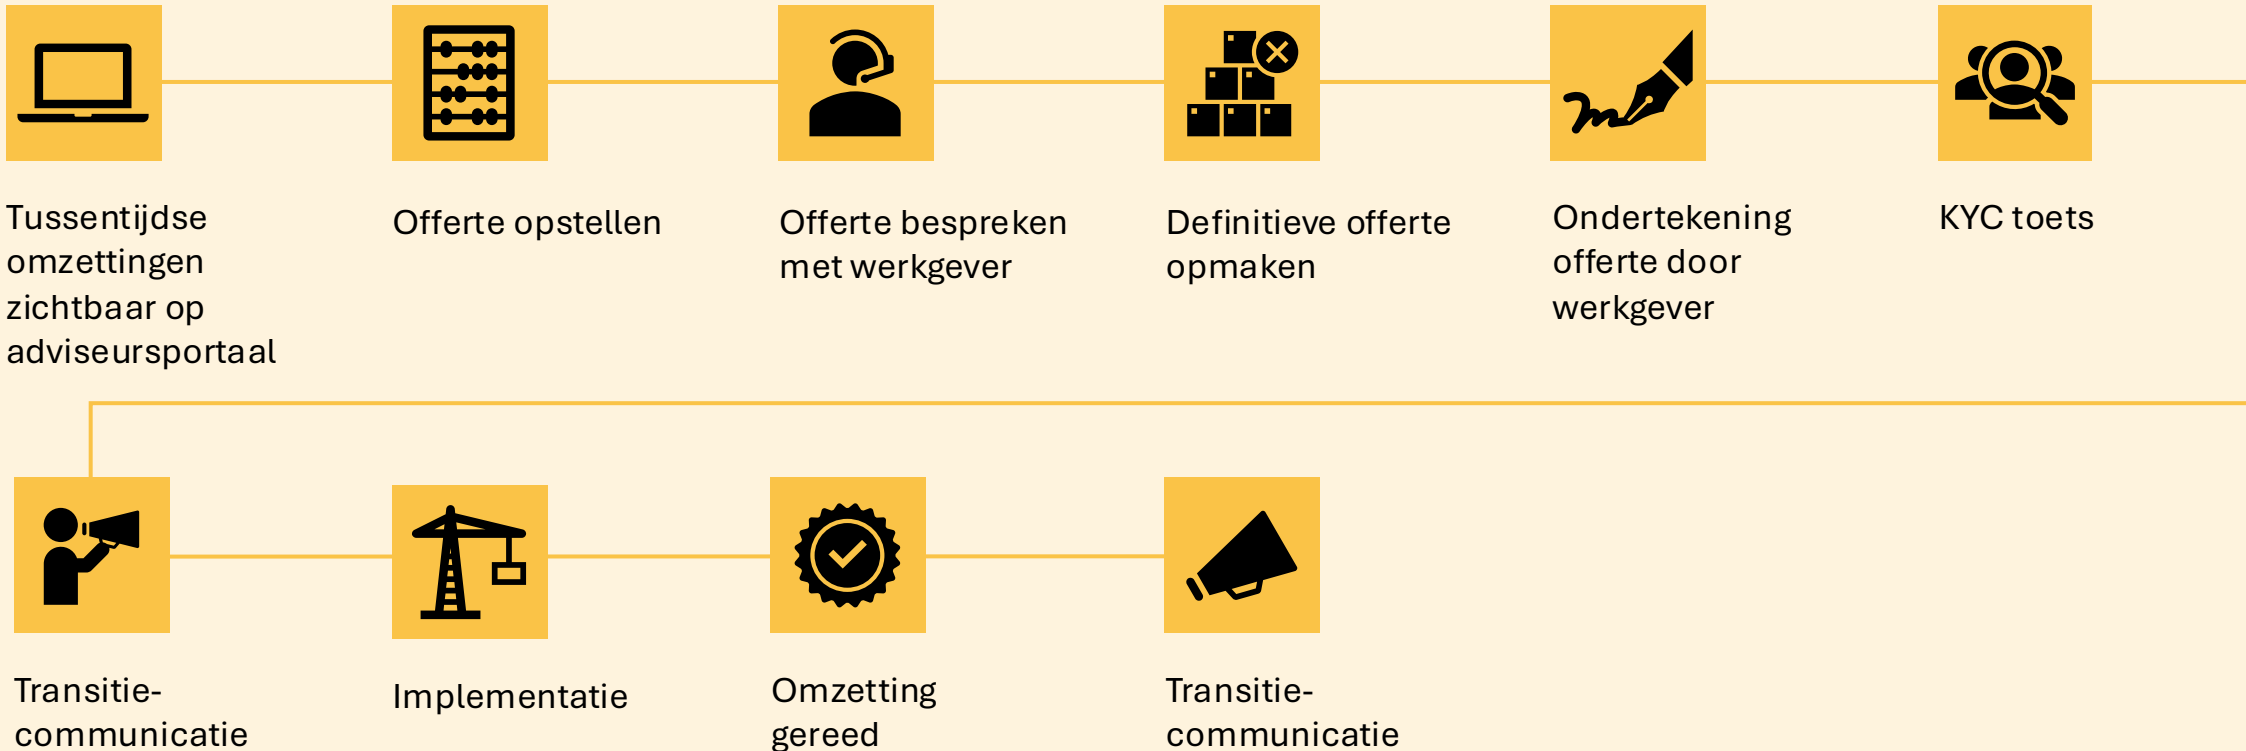 Tussentijdse
omzettingen
zichtbaar op
adviseursportaal
Offerte opstellen
Offerte bespreken
met werkgever
Definitieve offerte
opmaken
Ondertekening
offerte door
werkgever
KYC toets
Transitie-
communicatie
Implementatie
Omzetting
gereed
Transitie-
communicatie